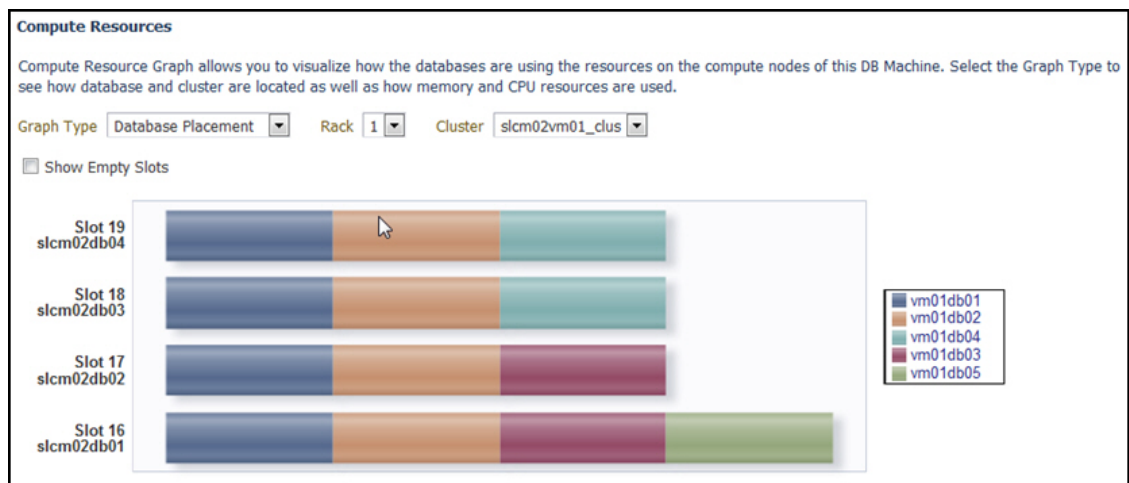 Compute Resources
Compute Resource Graph allows you to visualize how the databases are using the resources on the compute nodes of this DB Machine. Select the Graph Type to
see how database and cluster are located as well as how memory and CPU resources are used.
Graph Type Database Placement Rack 1 Cluster slcm02vm01_clus
Show Empty Slots
Slot 19
slcm02db04
Slot 18
slcm02db03
Slot 17
slcm02db02
Slot 16
slcm02db01
vm01db01
vm01db02
vm01db04
vm01db03
vm01db05